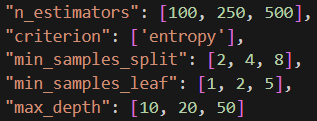 "n_estimators": [100, 250, 500],
"criterion": ['entropy'],
"min_samples_split": [2, 4, 8],
"min_samples_leaf": [1, 2, 5],
"max_depth": [10, 20, 50]